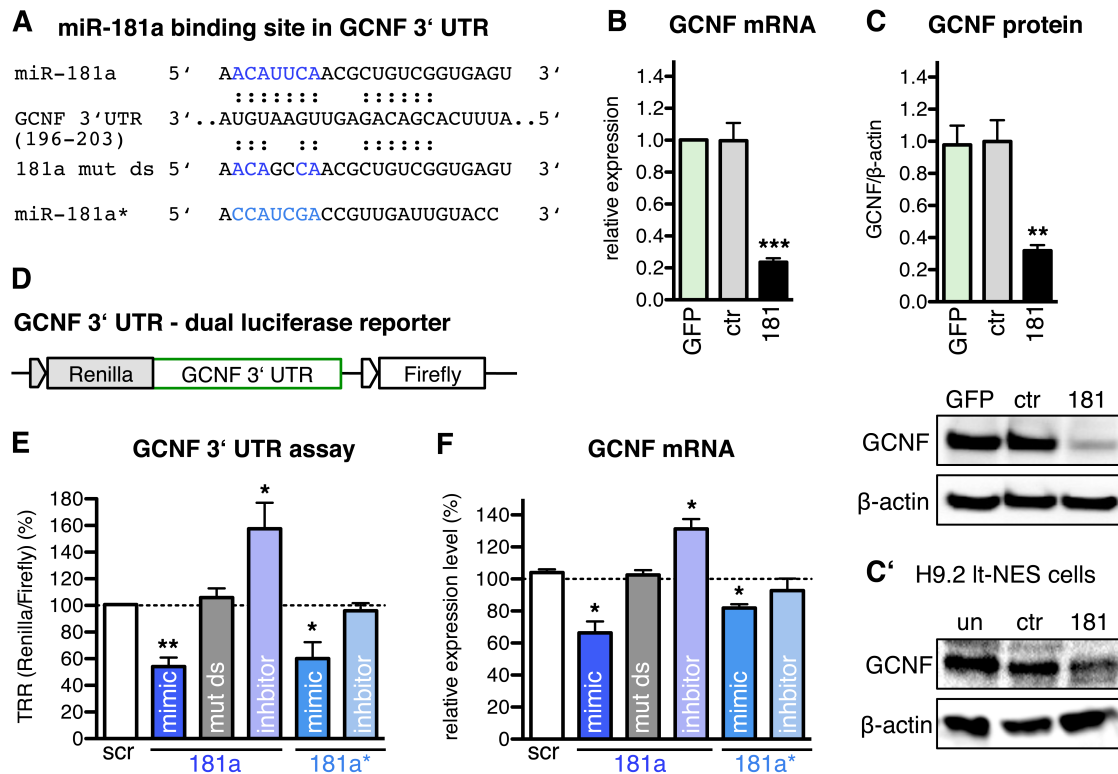 A miR-181a binding site in GCNF 3‘ UTR
miR-181a 5‘ AACAUUCAACGCUGUCGGUGAGU 3‘
::::::: ::::::
GCNF 3‘UTR 3‘..AUGUAAGUUGAGACAGCACUUUA..5‘
(196-203)
::: :: ::::::
181a mut ds 5‘ AACAGCCAACGCUGUCGGUGAGU 3‘
miR-181a* 5‘ ACCAUCGACCGUUGAUUGUACC 3‘
B GCNF mRNA
relative expression
1.4
1.2
1.0
0.8
0.6
0.4
0.2
0.0
***
GFP
ctr
181
C GCNF protein
GCNF/β-actin
1.4
1.2
1.0
0.8
0.6
0.4
0.2
0.0
**
GFP
ctr
181
GFP ctr 181
GCNF
β-actin
C‘ H9.2 lt-NES cells
un ctr 181
GCNF
β-actin
D
GCNF 3‘ UTR - dual luciferase reporter
Renilla GCNF 3‘ UTR Firefly
E GCNF 3‘ UTR assay
TRR (Renilla/Firefly) (%)
180
160
140
120
100
80
60
40
20
0
** * *
scr
mimic
mut ds
inhbitor
mimic
inhbitor
181a 181a*
F GCNF mRNA
relative expression level (%)
140
120
100
80
60
40
20
0
* * *
scr
mimic
mut ds
inhbitor
mimic
inhbitor
181a 181a*